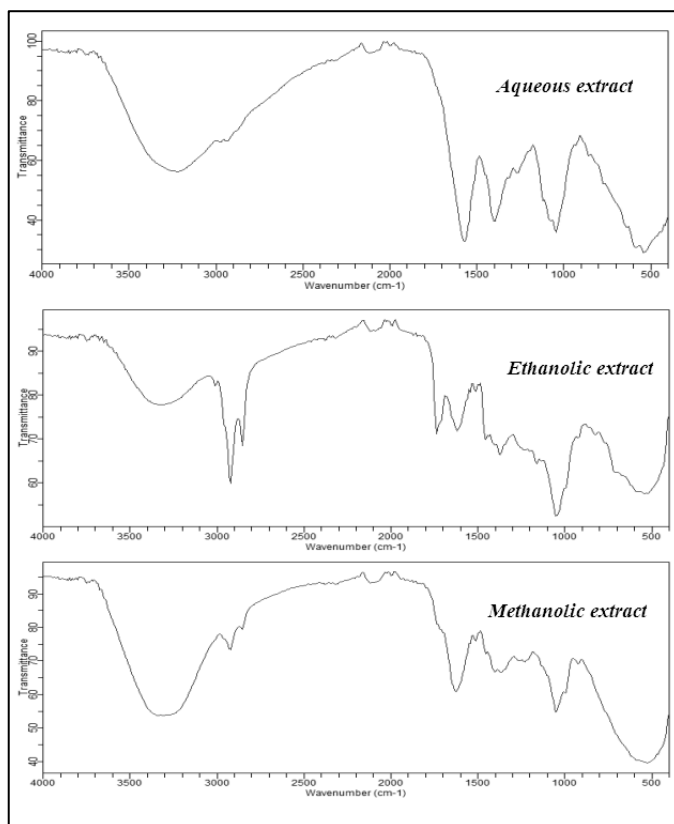 Aqueous extract
Transmittance
100
80
60
40
4000 3500 3000 2500 2000 1500 1000 500
Wavenumber (cm-1)
Ethanolic extract
Transmittance
90
80
70
60
4000 3500 3000 2500 2000 1500 1000 500
Wavenumber (cm-1)
Methanolic extract
Transmittance
90
80
70
60
50
40
4000 3500 3000 2500 2000 1500 1000 500
Wavenumber (cm-1)